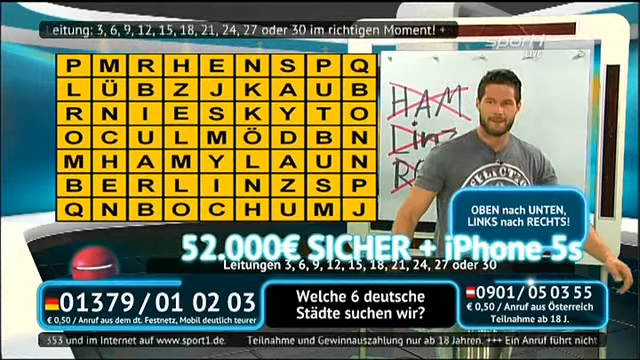 Leitung: 3, 6, 9, 12, 15, 18, 21, 24, 27 oder 30 im richtigen Moment! +
sport1
LIVE
P M R H E N S P Q
L Ü B Z J K A U B
R N I E S K Y T O
O C U L M Ö D B N
M H A M Y L A U N
B E R L I N Z S P
Q N B O C H U M J
HAM
OBEN nach UNTEN,
LINKS nach RECHTS!
52.000€ SICHER + iPhone 5s
Leitungen 3, 6, 9, 12, 15, 18, 21, 24, 27 oder 30
01379/01 02 03
€ 0,50 / Anruf aus dem dt. Festnetz, Mobil deutlich teurer
Welche 6 deutsche
Städte suchen wir?
0901/05 03 55
€ 0,50 / Anruf aus Österreich
Teilnahme ab 18 J.
353 und im Internet auf www.sport1.de. +++ Teilnahme und Gewinnauszahlung nur ab 18 Jahren. +++ Ein Anruf führt nicht